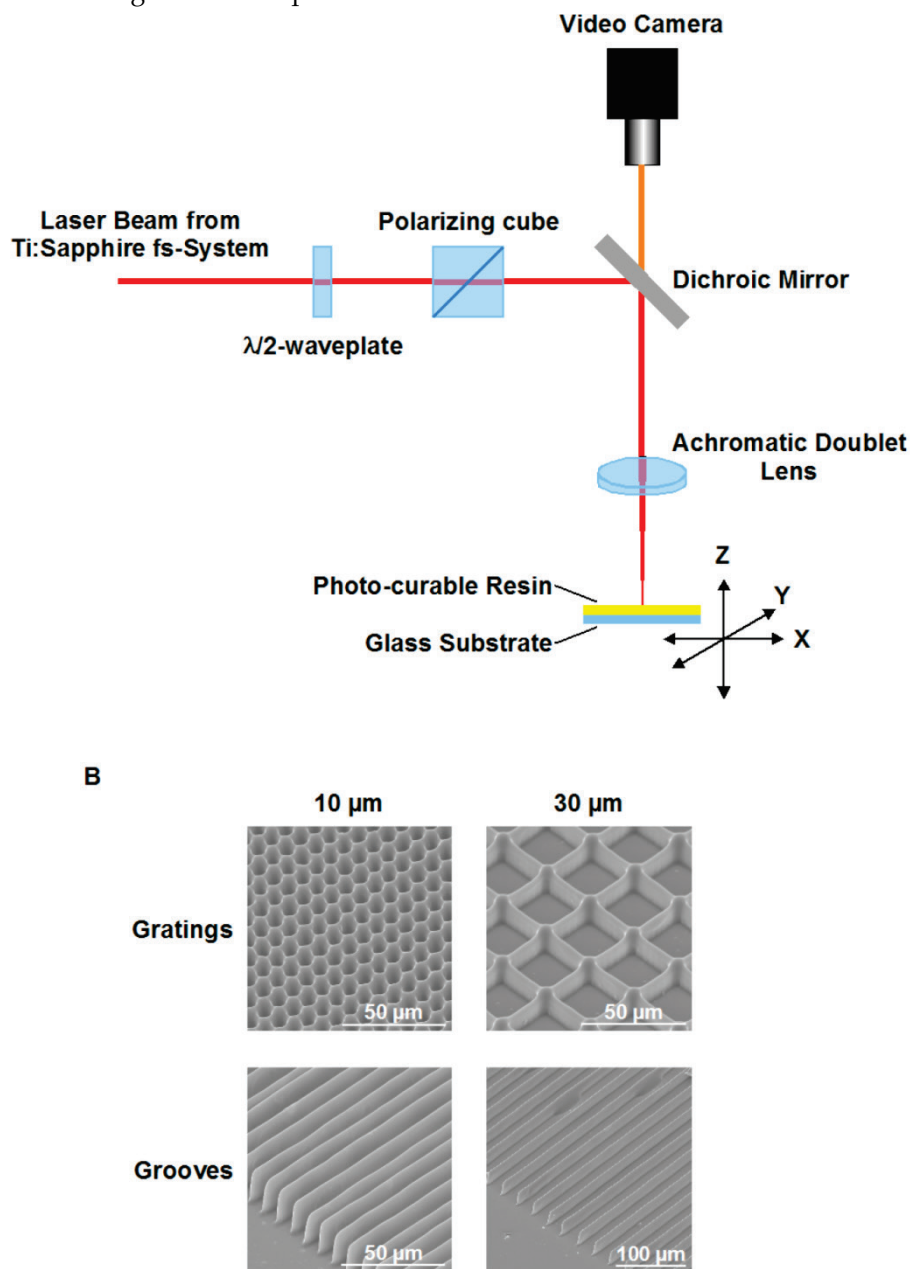 Video Camera
Laser Beam from
Ti:Sapphire fs-System
Polarizing cube
Dichroic Mirror
λ/2-waveplate
Achromatic Doublet
Lens
Photo-curable Resin
Glass Substrate
Z
Y
X
B
10 µm
30 µm
Gratings
50 µm
50 µm
Grooves
50 µm
100 µm